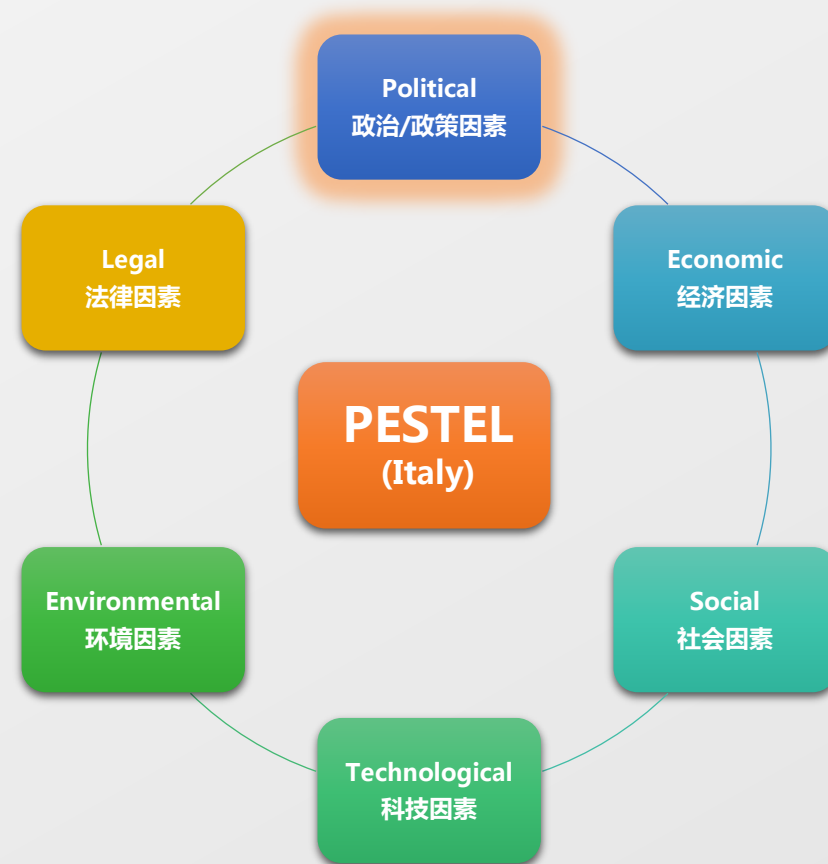 Political
政治/政策因素
Legal
法律因素
Economic
经济因素
PESTEL
(Italy)
Environmental
环境因素
Social
社会因素
Technological
科技因素